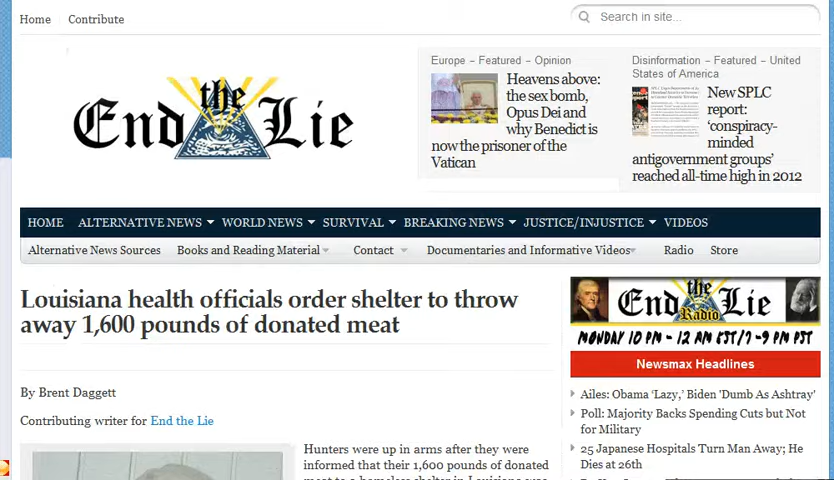 Home
Contribute
Search in site...
End the Lie
Europe – Featured – Opinion
Heavens above:
the sex bomb,
Opus Dei and
why Benedict is
now the prisoner of the
Vatican
Disinformation – Featured – United
States of America
New SPLC
report:
‘conspiracy-
minded
antigovernment groups’
reached all-time high in 2012
HOME ALTERNATIVE NEWS WORLD NEWS SURVIVAL BREAKING NEWS JUSTICE/INJUSTICE VIDEOS
Alternative News Sources Books and Reading Material Contact Documentaries and Informative Videos Radio Store
Louisiana health officials order shelter to throw
away 1,600 pounds of donated meat
By Brent Daggett
Contributing writer for End the Lie
Hunters were up in arms after they were
informed that their 1,600 pounds of donated
meat to a homeless shelter in Louisiana was
End the Lie
Radio
MONDAY 10 PM - 12 AM EST/7 -9 PM PST
Newsmax Headlines
Ailes: Obama ‘Lazy,’ Biden 'Dumb As Ashtray'
Poll: Majority Backs Spending Cuts but Not
for Military
25 Japanese Hospitals Turn Man Away; He
Dies at 26th